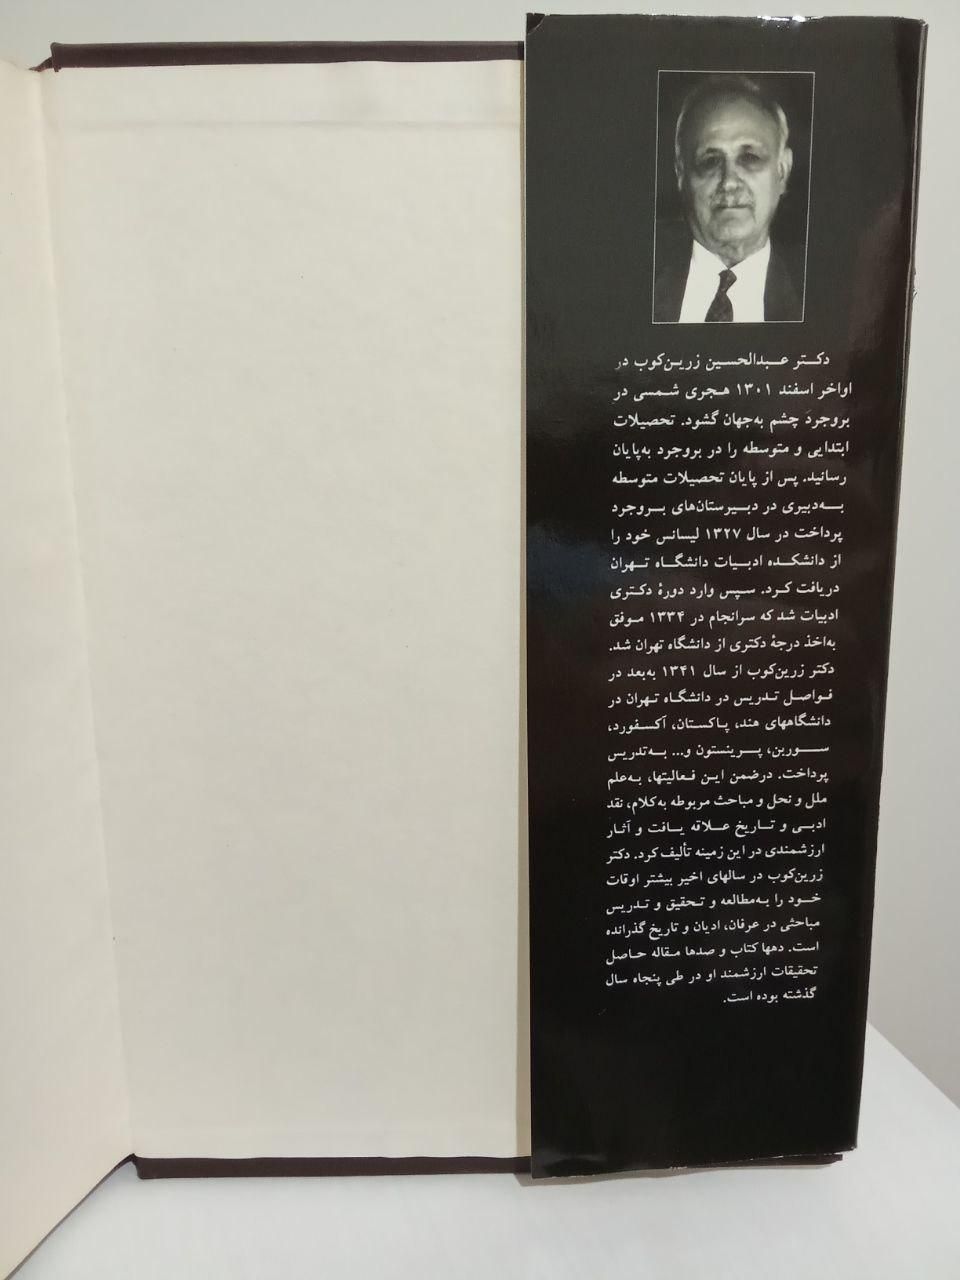 دکتر عبدالحسین زرین‌کوب در
اواخر اسفند ۱۳۰۱ هجری شمسی در
بروجرد چشم به‌جهان گشود. تحصیلات
ابتدایی و متوسطه را در بروجرد به‌پایان
رسانید. پس از پایان تحصیلات متوسطه
به‌دبیری در دبیرستان‌های بروجرد
پرداخت در سال ۱۳۲۷ لیسانس خود را
از دانشکده ادبیات دانشگاه تهران
دریافت کرد. سپس وارد دورهٔ دکتری
ادبیات شد که سرانجام در ۱۳۳۴ موفق
به‌اخذ درجهٔ دکتری از دانشگاه تهران شد.
دکتر زرین‌کوب از سال ۱۳۴۱ به‌بعد در
فواصل تدریس در دانشگاه تهران در
دانشگاههای هند، پاکستان، آکسفورد،
سوربن، پرینستون و... به‌تدریس
پرداخت. درضمن این فعالیتها، به‌علم
ملل و نحل و مباحث مربوطه به‌کلام، نقد
ادبی و تاریخ علاقه یافت و آثار
ارزشمندی در این زمینه تألیف کرد. دکتر
زرین‌کوب در سالهای اخیر بیشتر اوقات
خود را به‌مطالعه و تحقیق و تدریس
مباحثی در عرفان، ادیان و تاریخ گذرانده
است. دهها کتاب و صدها مقاله حاصل
تحقیقات ارزشمند او در طی پنجاه سال
گذشته بوده است.